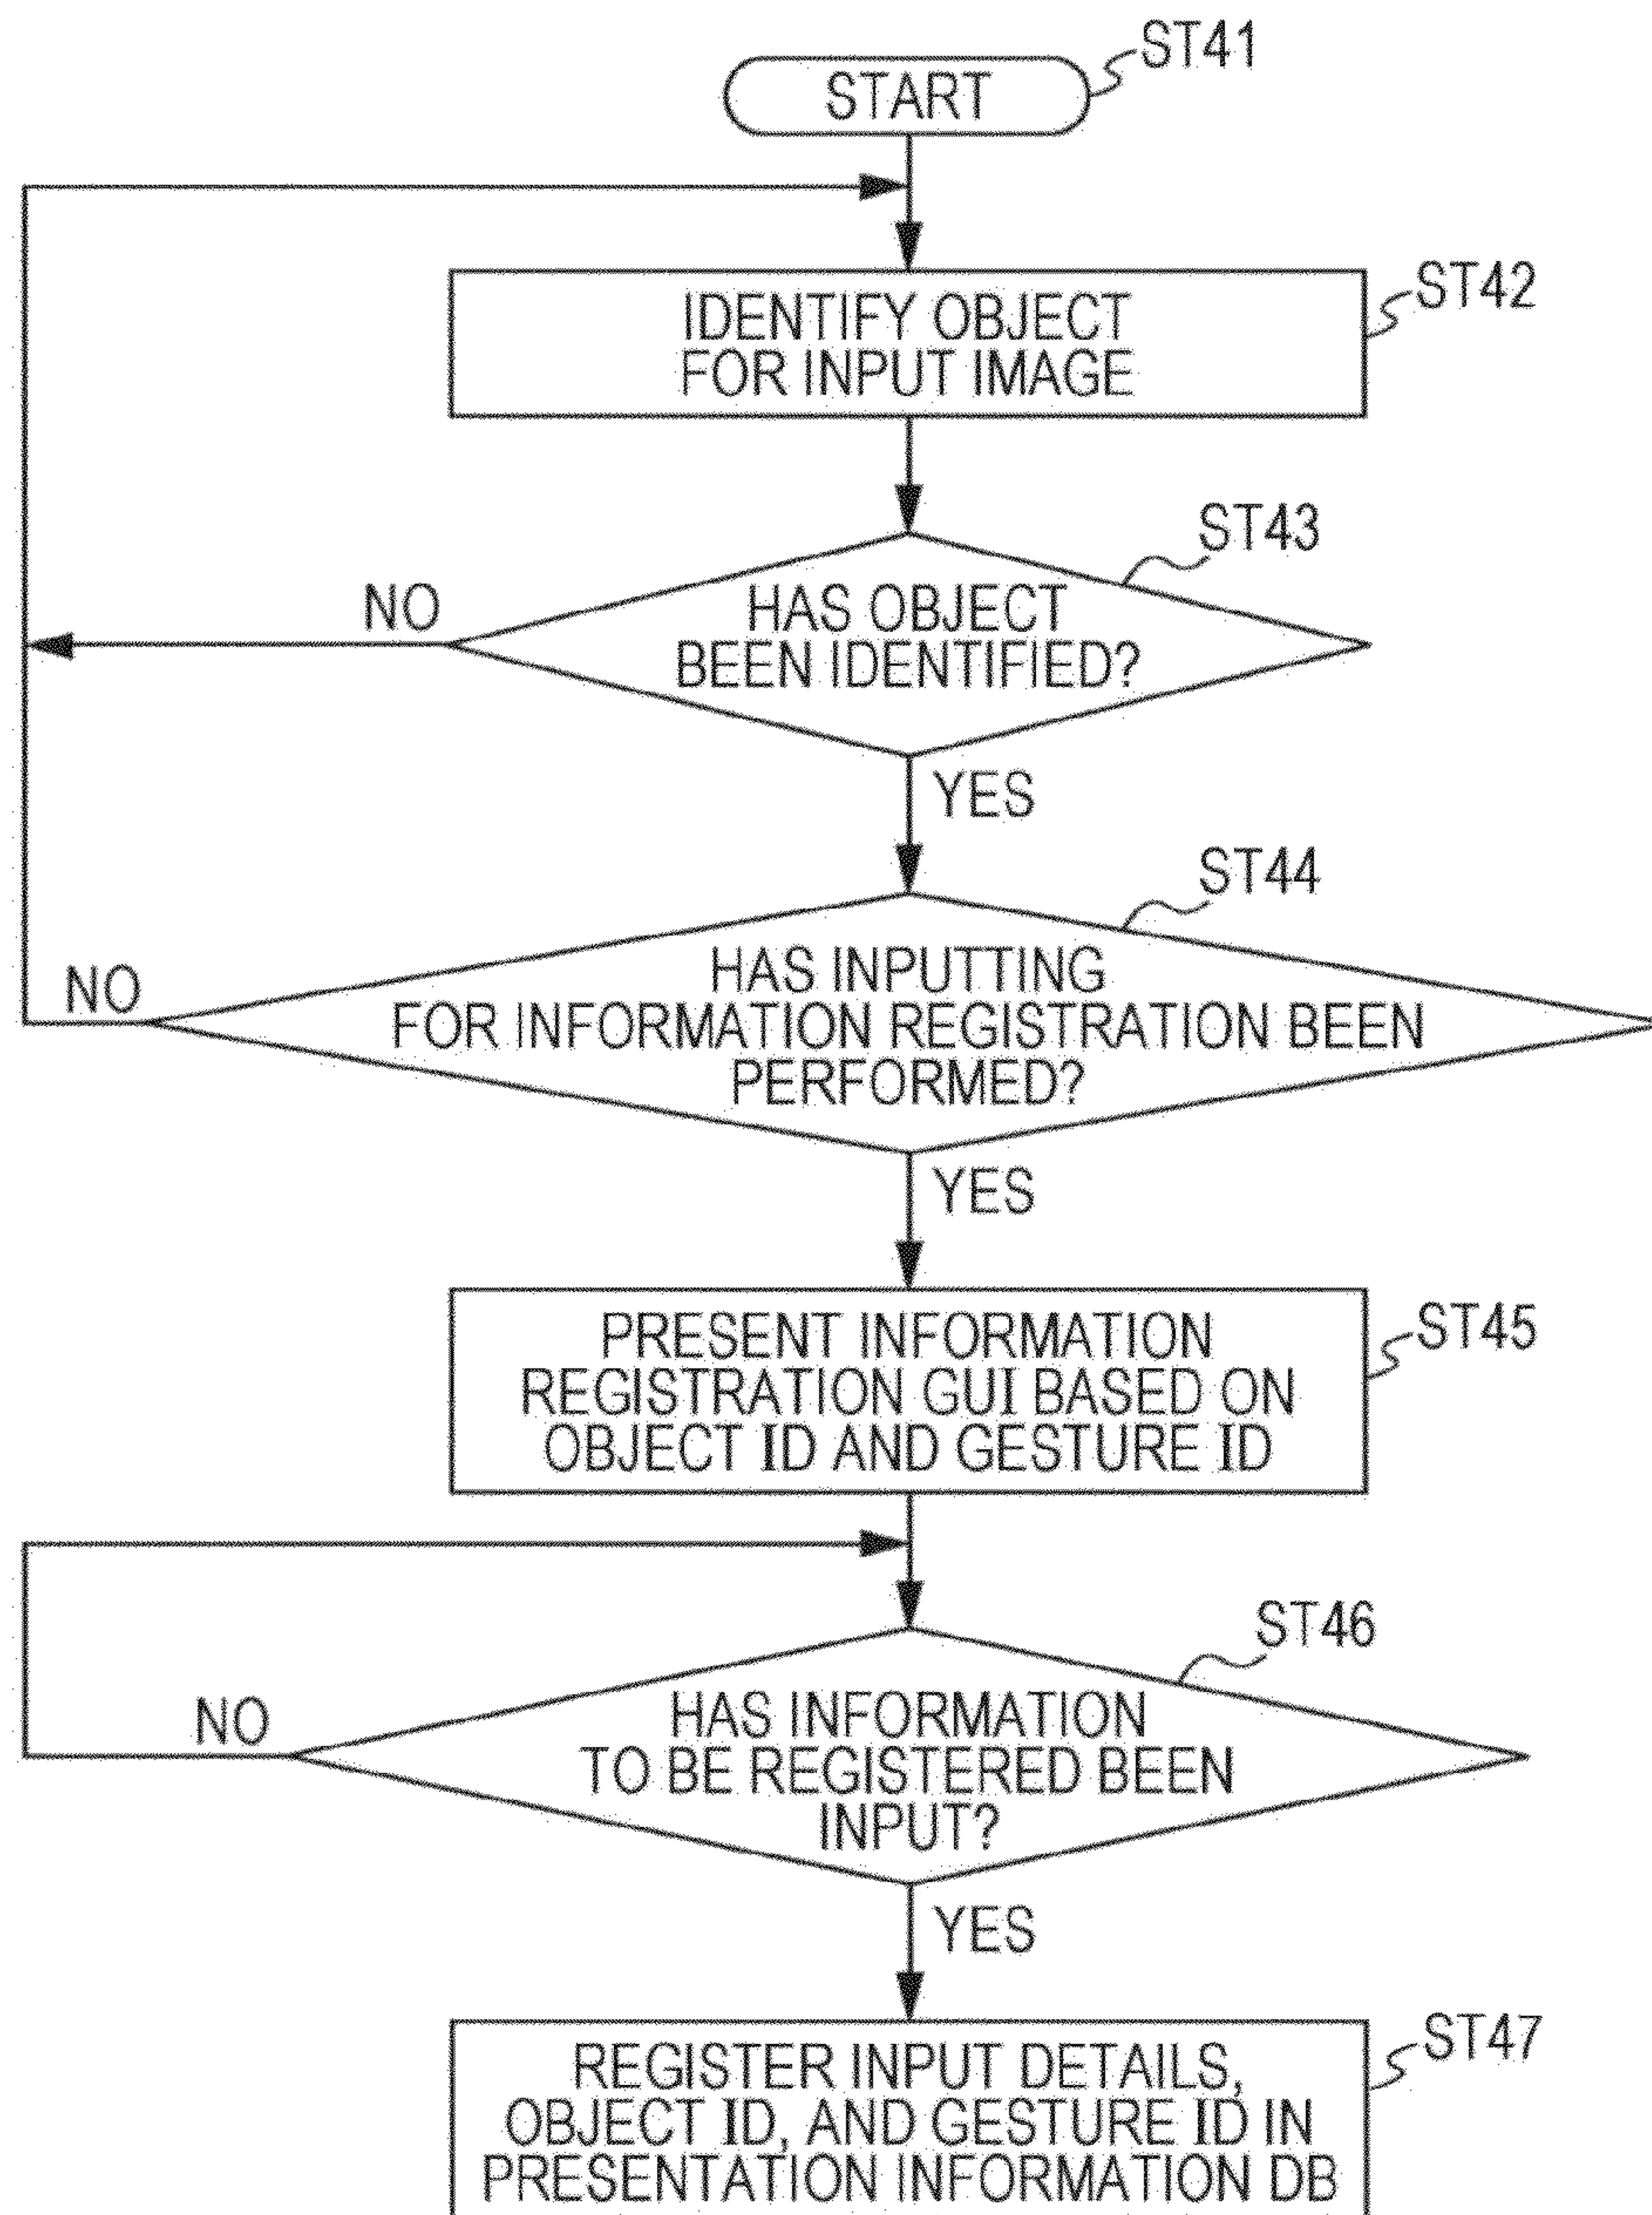 ST41
START
ST42
IDENTIFY OBJECT
FOR INPUT IMAGE
ST43
NO
HAS OBJECT
BEEN IDENTIFIED?
YES
ST44
NO
HAS INPUTTING
FOR INFORMATION REGISTRATION BEEN
PERFORMED?
YES
ST45
PRESENT INFORMATION
REGISTRATION GUI BASED ON
OBJECT ID AND GESTURE ID
ST46
NO
HAS INFORMATION
TO BE REGISTERED BEEN
INPUT?
YES
ST47
REGISTER INPUT DETAILS,
OBJECT ID, AND GESTURE ID IN
PRESENTATION INFORMATION DB